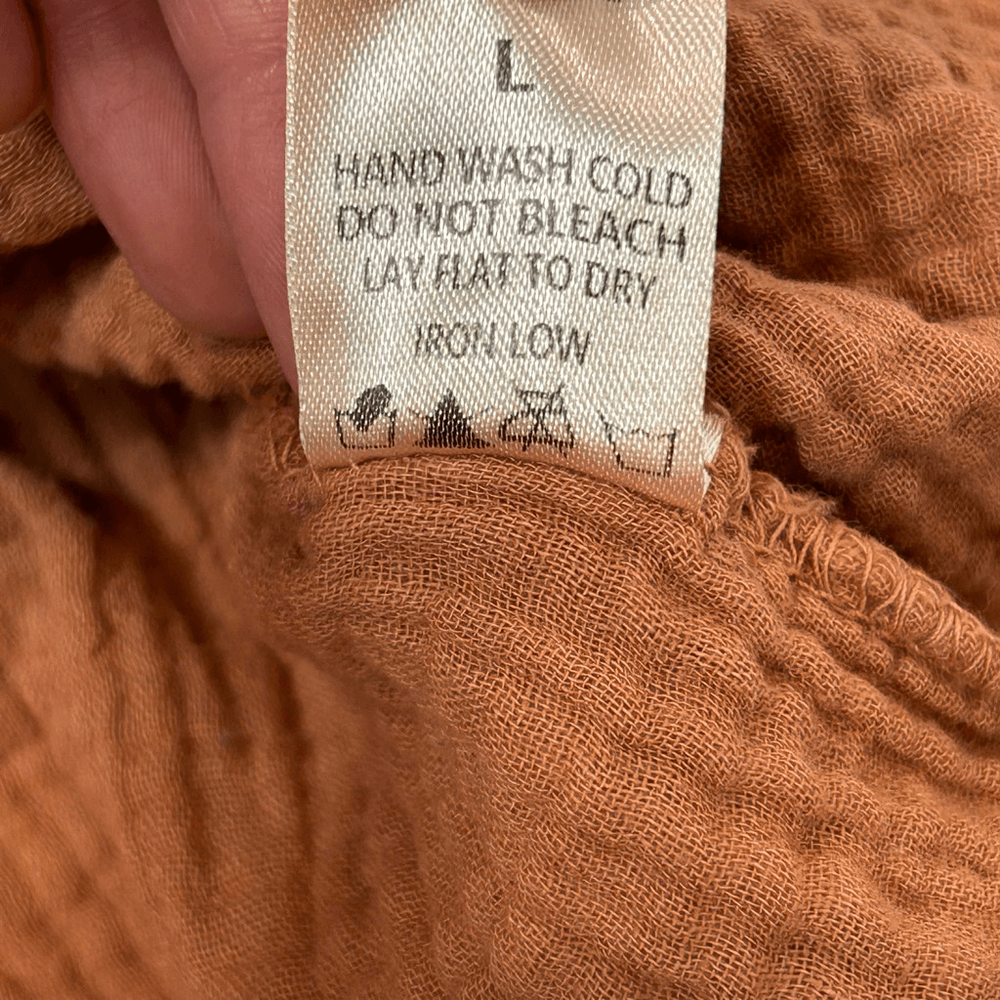 L
HAND WASH COLD
DO NOT BLEACH
LAY FLAT TO DRY
IRON LOW